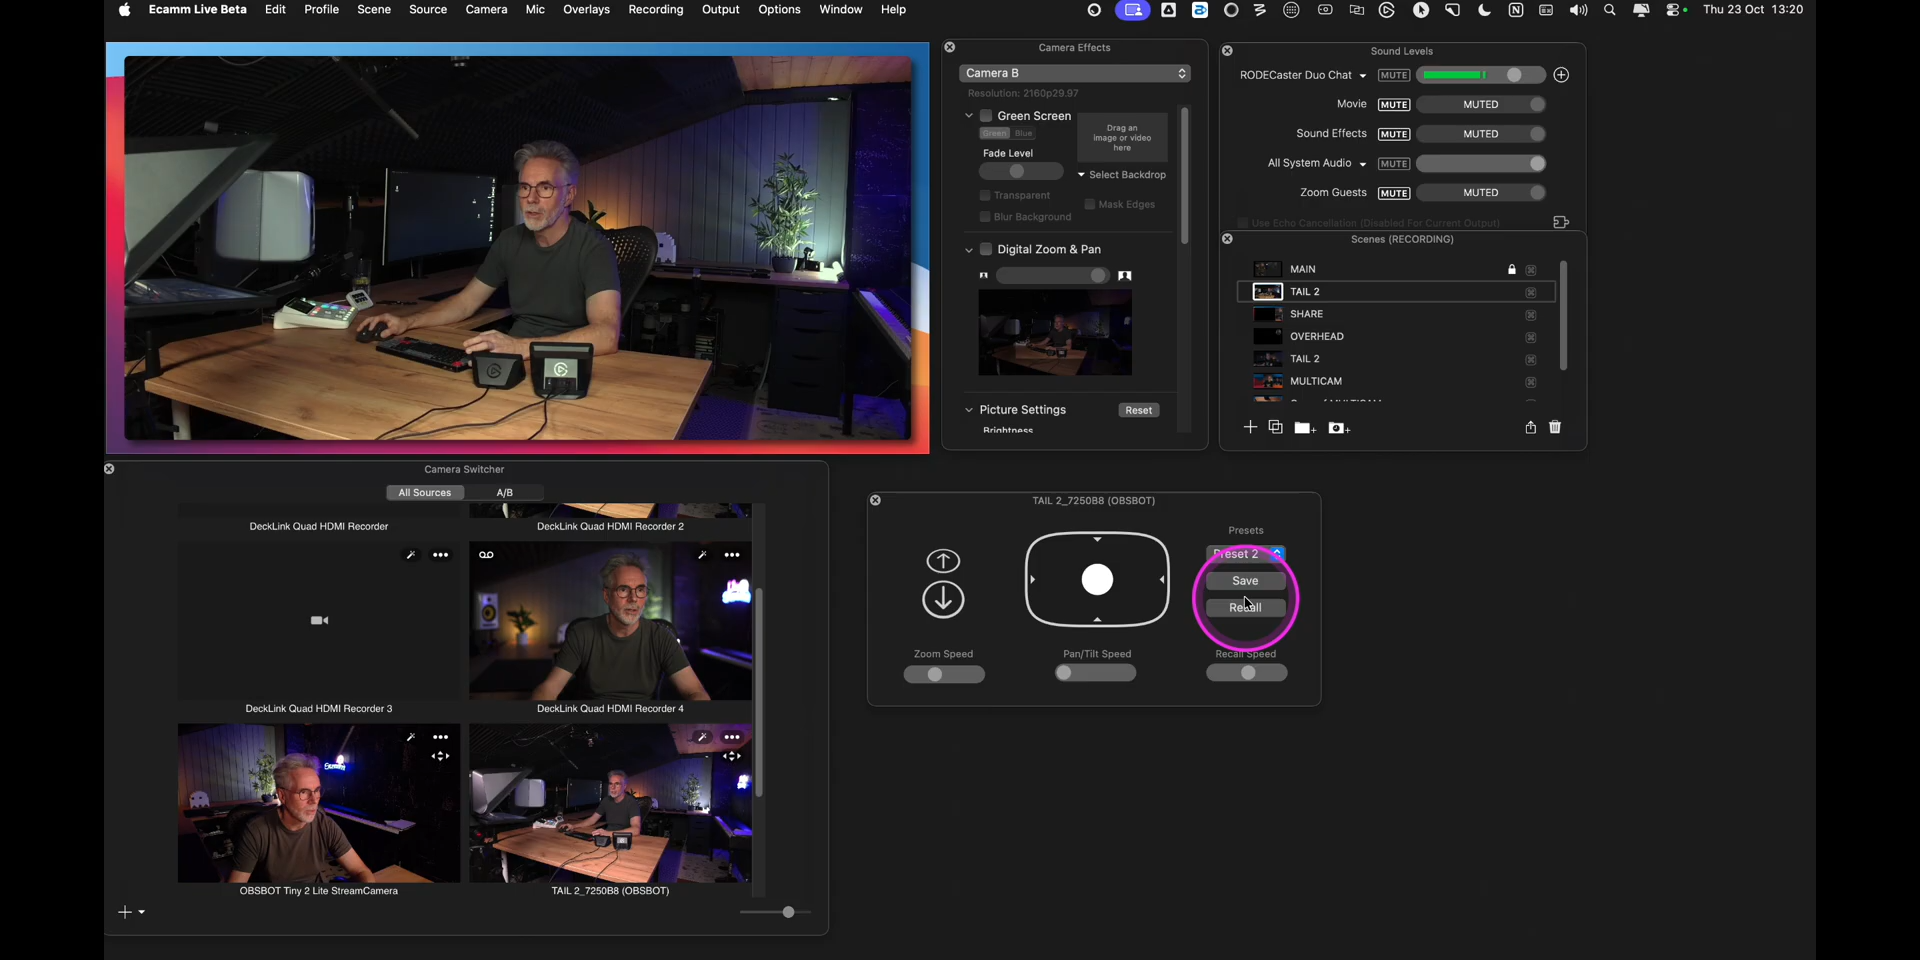 Ecamm Live Beta Edit Profile Scene Source Camera Mic Overlays Recording Output Options Window Help Thu 23 Oct 13:20
Camera Effects
Camera B
Resolution: 2160p29.97
Green Screen
Green Blue
Fade Level
Drag an
image or video
here
Select Backdrop
Transparent
Mask Edges
Blur Background
Digital Zoom & Pan
Picture Settings
Reset
Brightness
Sound Levels
RODECaster Duo Chat MUTE
Movie MUTE MUTED
Sound Effects MUTE MUTED
All System Audio MUTE
Zoom Guests MUTE MUTED
Use Echo Cancellation (Disabled For Current Output)
Scenes (RECORDING)
MAIN
TAIL 2
SHARE
OVERHEAD
TAIL 2
MULTICAM
Camera Switcher
All Sources A/B
DeckLink Quad HDMI Recorder
DeckLink Quad HDMI Recorder 2
DeckLink Quad HDMI Recorder 3
DeckLink Quad HDMI Recorder 4
OBSBOT Tiny 2 Lite StreamCamera
TAIL 2_7250B8 (OBSBOT)
TAIL 2_7250B8 (OBSBOT)
Presets
Preset 2
Save
Recall
Zoom Speed
Pan/Tilt Speed
Recall Speed